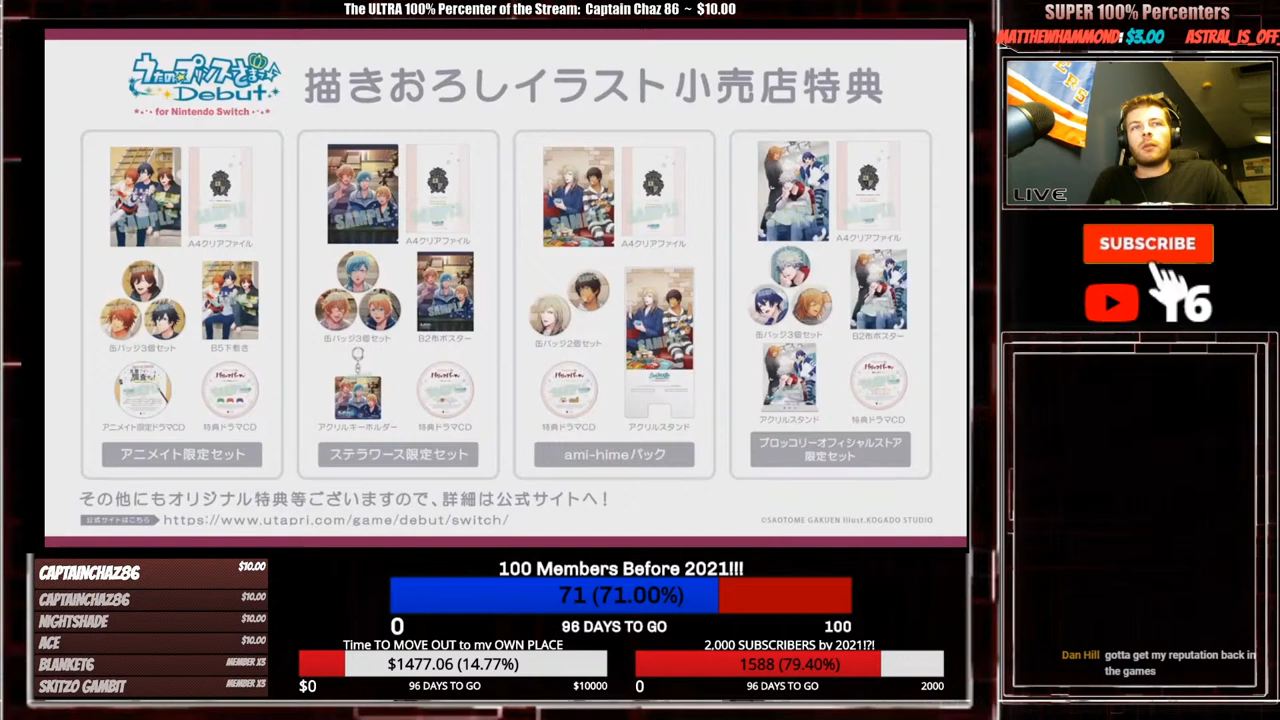 The ULTRA 100% Percenter of the Stream: Captain Chaz 86 ~ $10.00
SUPER 100% Percenters
MATTHEWHAMMOND: $3.00 ASTRAL_IS_OFF
うたの☆プリンスさまっ♪
Debut
for Nintendo Switch
描きおろしイラスト小売店特典
LIVE
SUBSCRIBE
SAMPLE
A4クリアファイル
缶バッジ3個セット
B5下敷き
アニメイト限定ドラマCD
特典ドラマCD
アニメイト限定セット
SAMPLE
A4クリアファイル
缶バッジ3個セット
B2布ポスター
アクリルキーホルダー
特典ドラマCD
ステラワース限定セット
SAMPLE
A4クリアファイル
缶バッジ2個セット
特典ドラマCD
アクリルスタンド
ami-himeパック
SAMPLE
A4クリアファイル
缶バッジ3個セット
B2布ポスター
アクリルスタンド
特典ドラマCD
ブロッコリーオフィシャルストア
限定セット
その他にもオリジナル特典等ございますので、詳細は公式サイトへ！
公式サイトはこちら https://www.utapri.com/game/debut/switch/
©SAOTOME GAKUEN Illust.KOGADO STUDIO
CAPTAINCHAZ86 $10.00
CAPTAINCHAZ86 $10.00
NIGHTSHADE $10.00
ACE $10.00
BLANKET6 MEMBER X3
SKITZO GAMBIT MEMBER X3
100 Members Before 2021!!!
71 (71.00%)
0 96 DAYS TO GO 100
Time TO MOVE OUT to my OWN PLACE
$1477.06 (14.77%)
$0 96 DAYS TO GO $10000
2,000 SUBSCRIBERS by 2021!?!
1588 (79.40%)
0 96 DAYS TO GO 2000
Dan Hill gotta get my reputation back in
the games